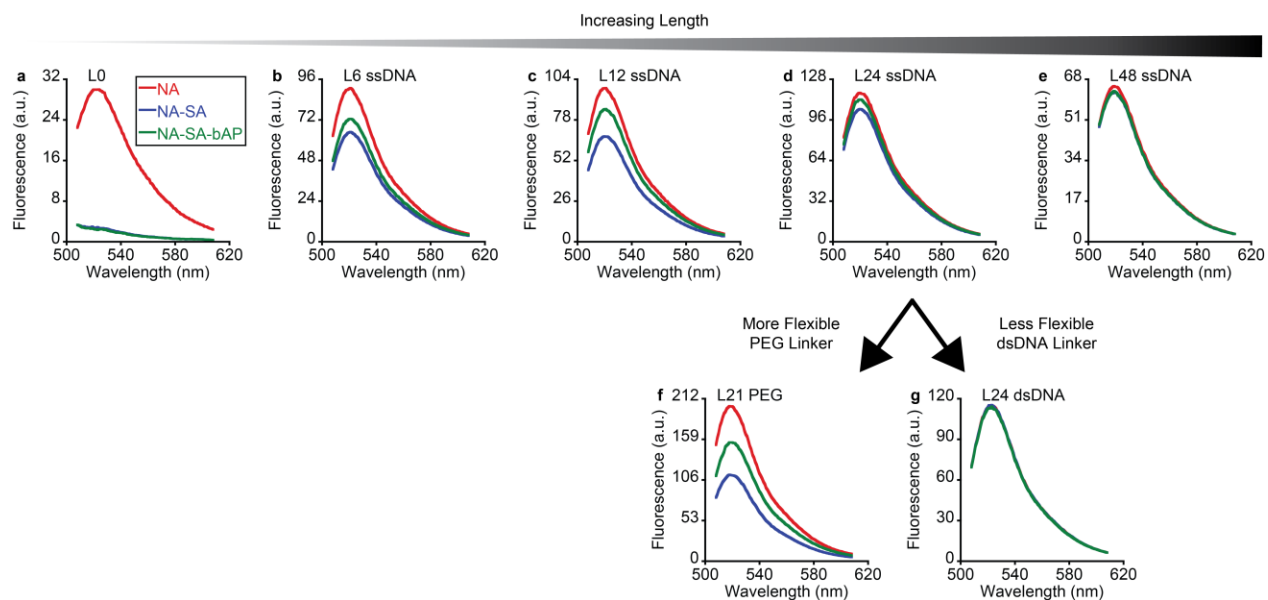 Increasing Length
a L0
Fluorescence (a.u.)
32
24
16
8
0
500 540 580 620
Wavelength (nm)
NA
NA-SA
NA-SA-bAP
b L6 ssDNA
Fluorescence (a.u.)
96
72
48
24
0
500 540 580 620
Wavelength (nm)
c L12 ssDNA
Fluorescence (a.u.)
104
78
52
26
0
500 540 580 620
Wavelength (nm)
d L24 ssDNA
Fluorescence (a.u.)
128
96
64
32
0
500 540 580 620
Wavelength (nm)
e L48 ssDNA
Fluorescence (a.u.)
68
51
34
17
0
500 540 580 620
Wavelength (nm)
More Flexible
PEG Linker
Less Flexible
dsDNA Linker
f L21 PEG
Fluorescence (a.u.)
212
159
106
53
0
500 540 580 620
Wavelength (nm)
g L24 dsDNA
Fluorescence (a.u.)
120
90
60
30
0
500 540 580 620
Wavelength (nm)